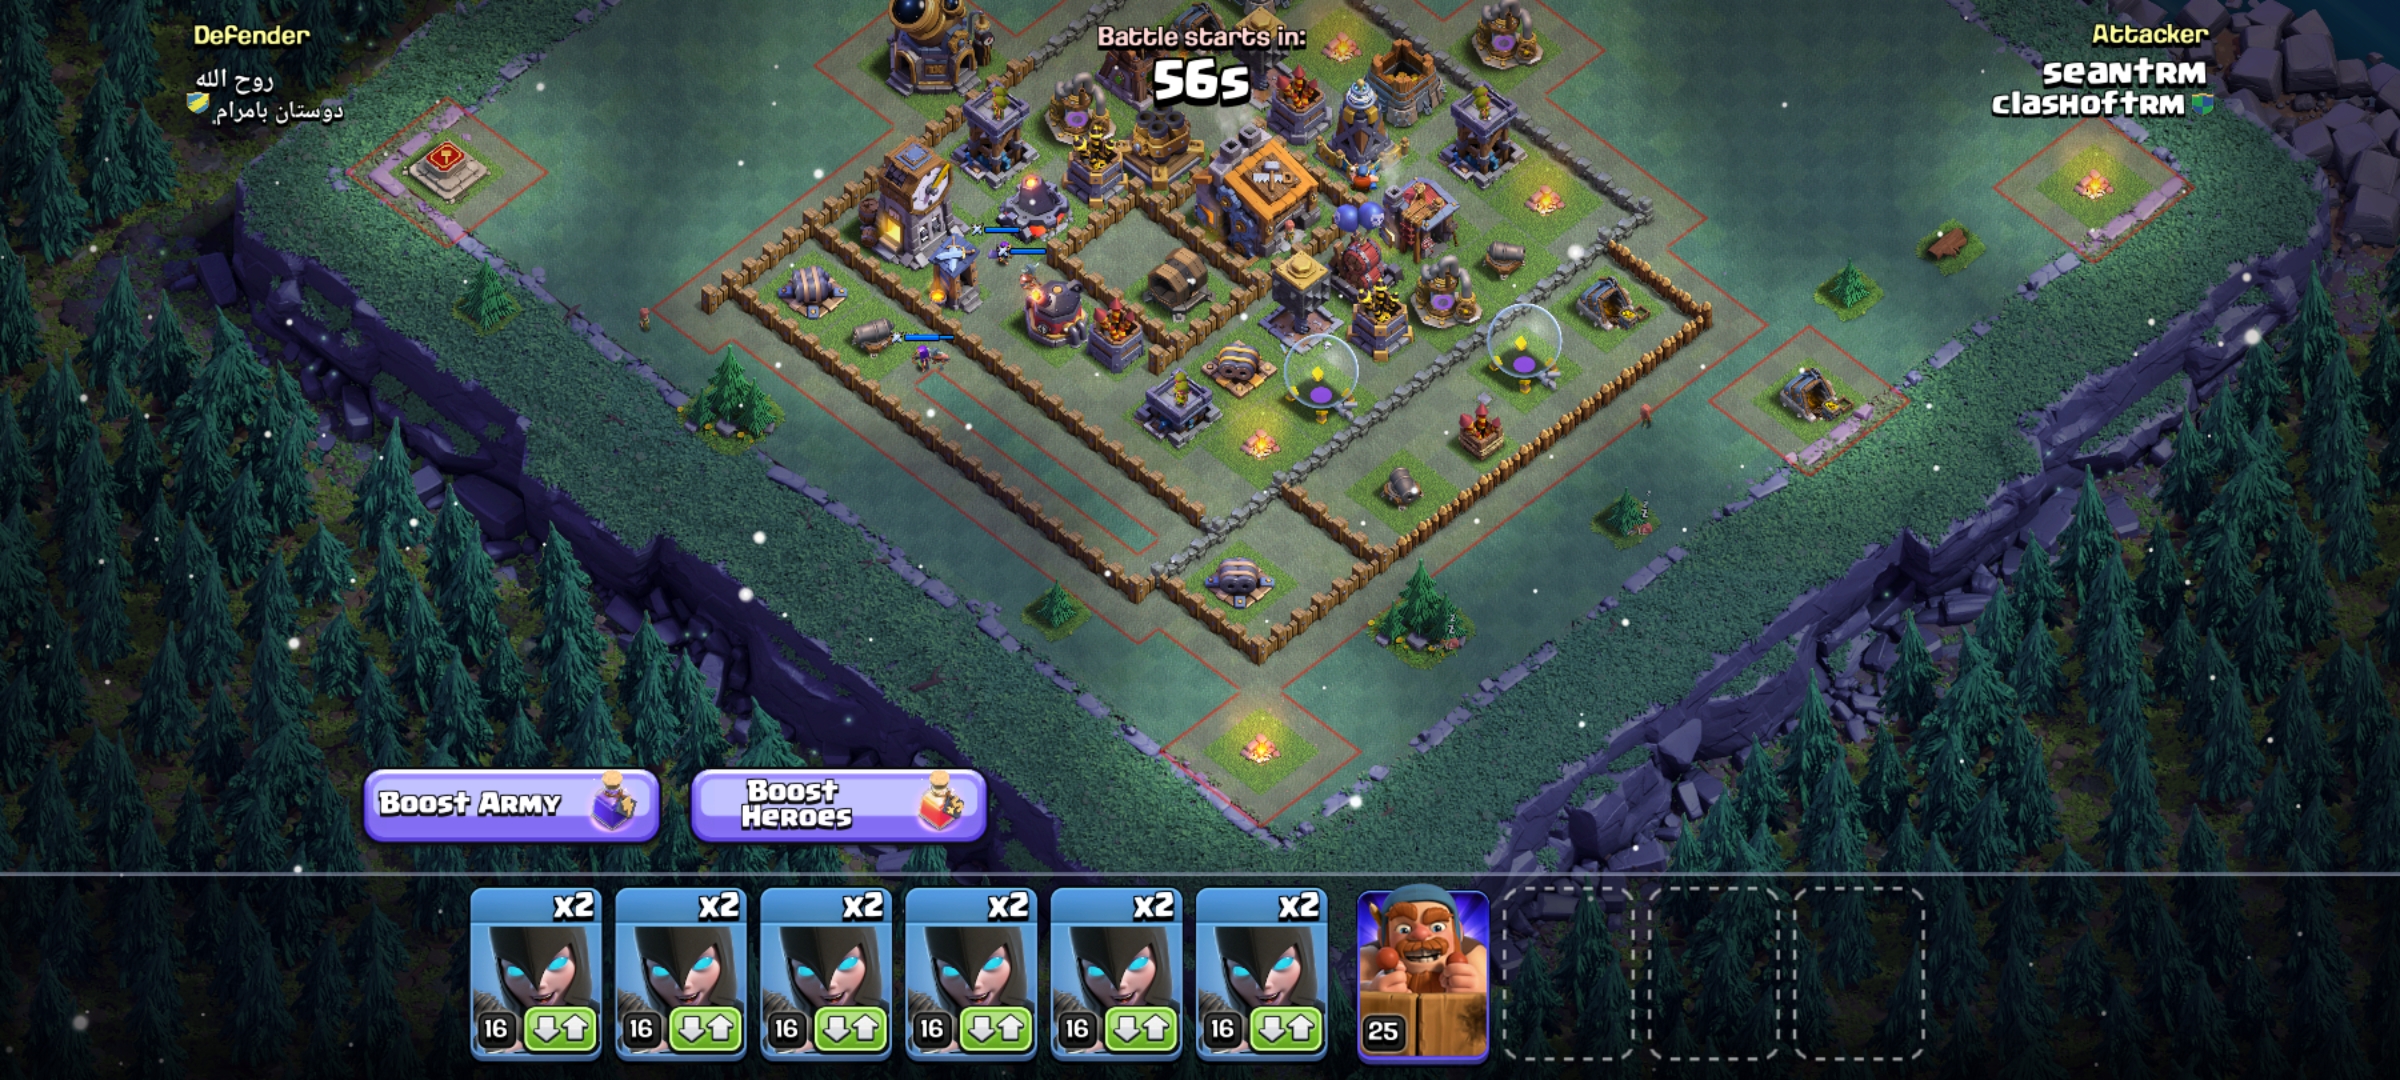 Defender
روح الله
دوستان بامرام.
Battle starts in:
56s
Attacker
seantRM
clashoftRM
Boost Army
Boost
Heroes
x2
x2
x2
x2
x2
x2
16
16
16
16
16
16
25